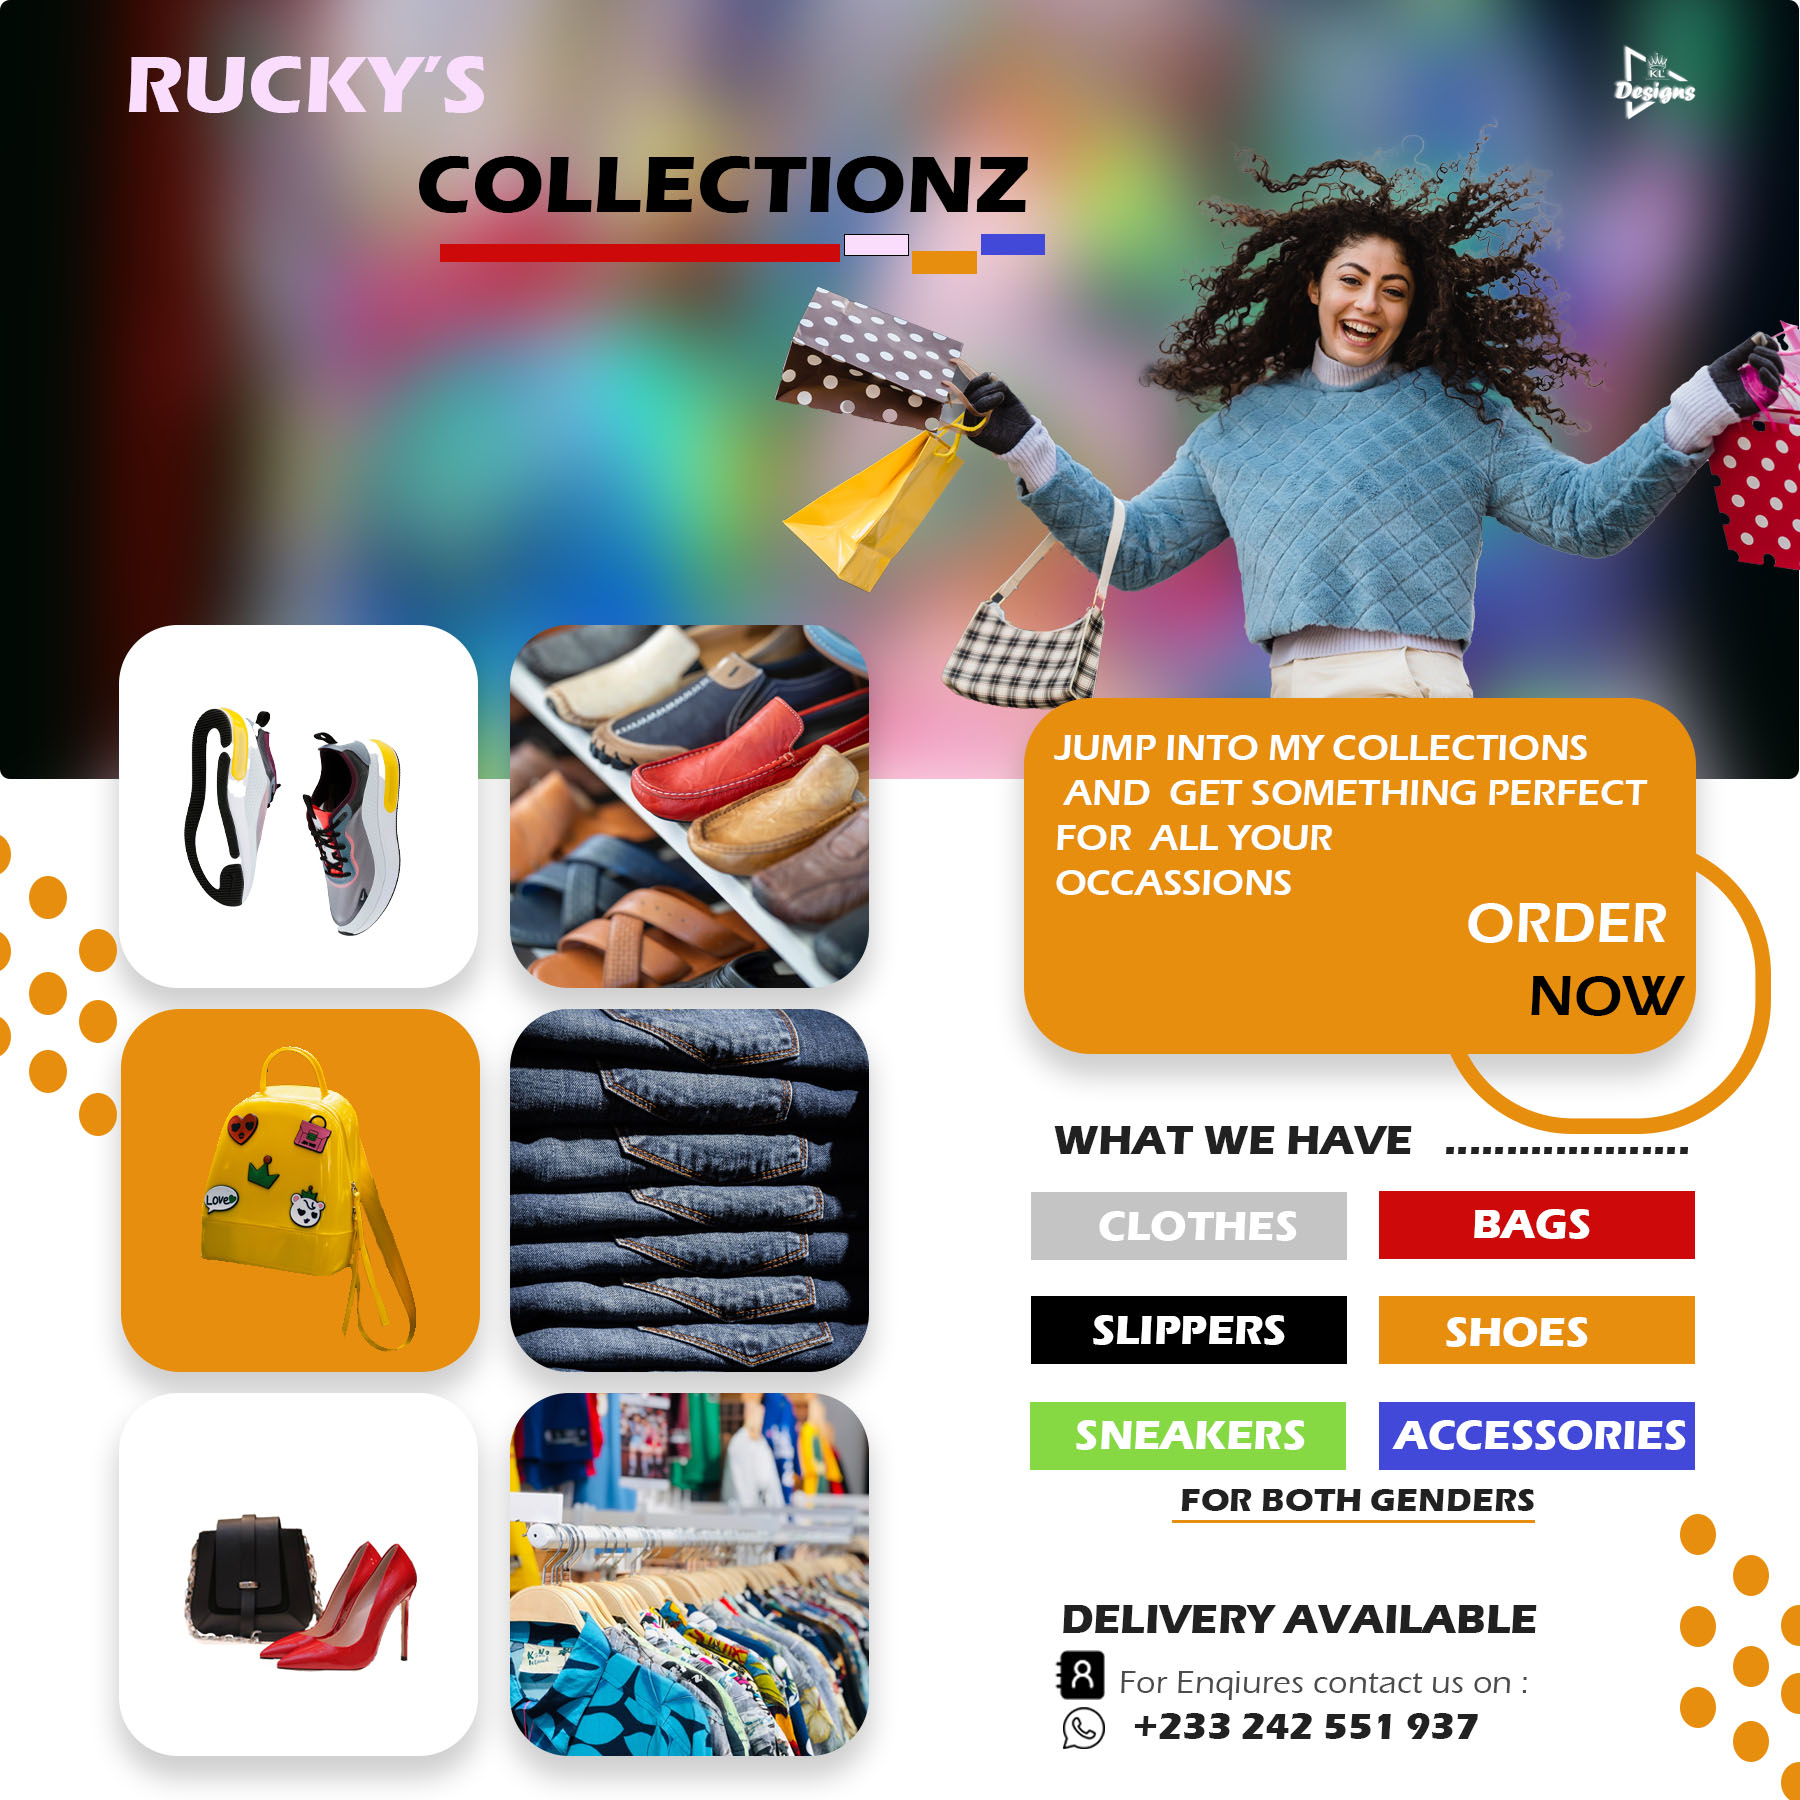 RUCKY'S
KL
Designs
COLLECTIONZ
JUMP INTO MY COLLECTIONS
AND GET SOMETHING PERFECT
FOR ALL YOUR
OCCASSIONS
ORDER
NOW
Love
WHAT WE HAVE ....................
CLOTHES
BAGS
SLIPPERS
SHOES
SNEAKERS
ACCESSORIES
FOR BOTH GENDERS
DELIVERY AVAILABLE
For Enqiures contact us on :
+233 242 551 937